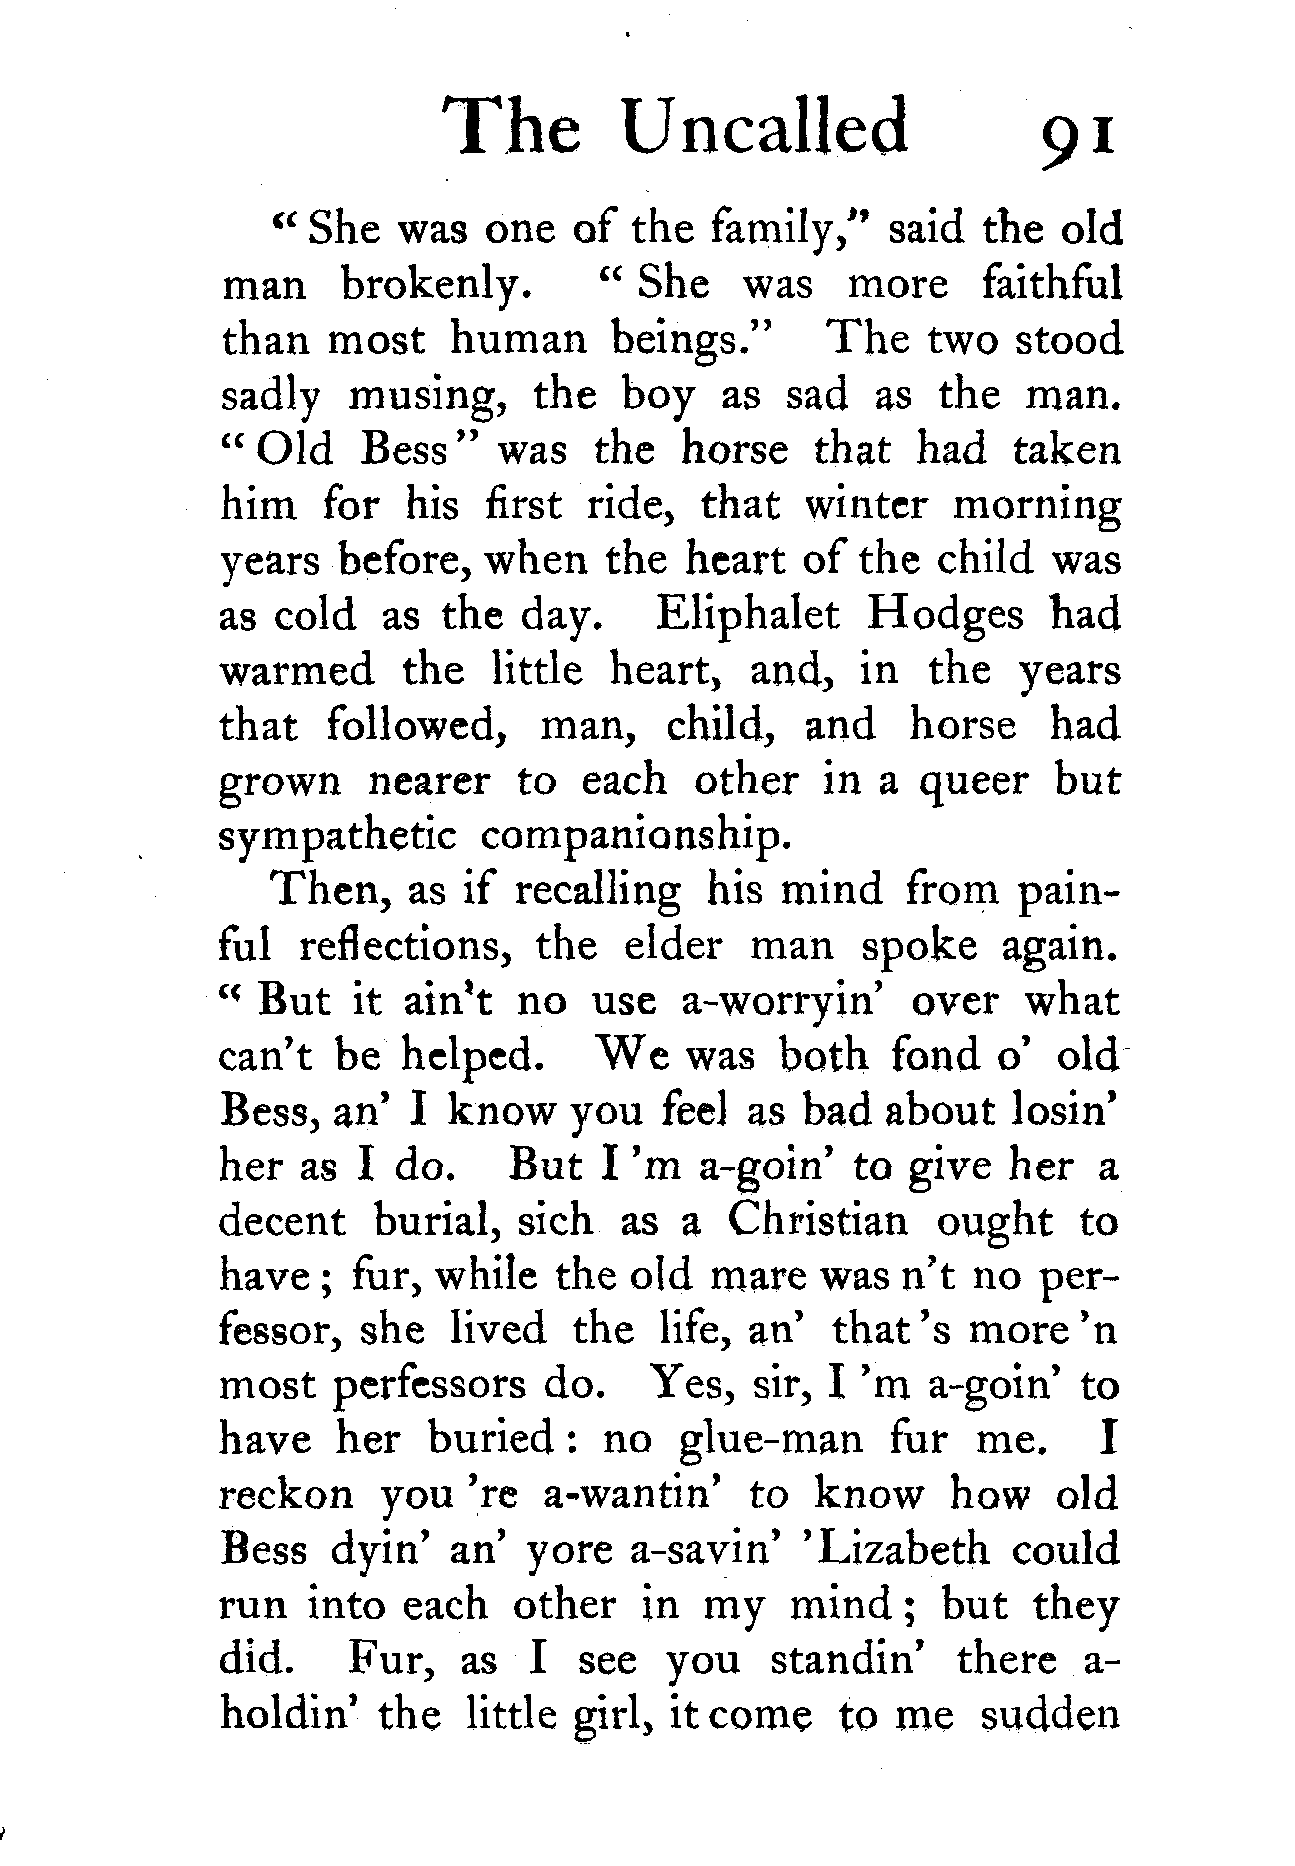 The Uncalled 91
“ She was one of the family,” said the old
man brokenly. “ She was more faithful
than most human beings.” The two stood
sadly musing, the boy as sad as the man.
“ Old Bess ” was the horse that had taken
him for his first ride, that winter morning
years before, when the heart of the child was
as cold as the day. Eliphalet Hodges had
warmed the little heart, and, in the years
that followed, man, child, and horse had
grown nearer to each other in a queer but
sympathetic companionship.
Then, as if recalling his mind from pain-
ful reflections, the elder man spoke again.
“ But it ain't no use a-worryin' over what
can't be helped. We was both fond o' old
Bess, an' I know you feel as bad about losin'
her as I do. But I 'm a-goin' to give her a
decent burial, sich as a Christian ought to
have ; fur, while the old mare was n't no per-
fessor, she lived the life, an' that 's more 'n
most perfessors do. Yes, sir, I 'm a-goin' to
have her buried : no glue-man fur me. I
reckon you 're a-wantin' to know how old
Bess dyin' an' yore a-savin' 'Lizabeth could
run into each other in my mind ; but they
did. Fur, as I see you standin' there a-
holdin' the little girl, it come to me sudden